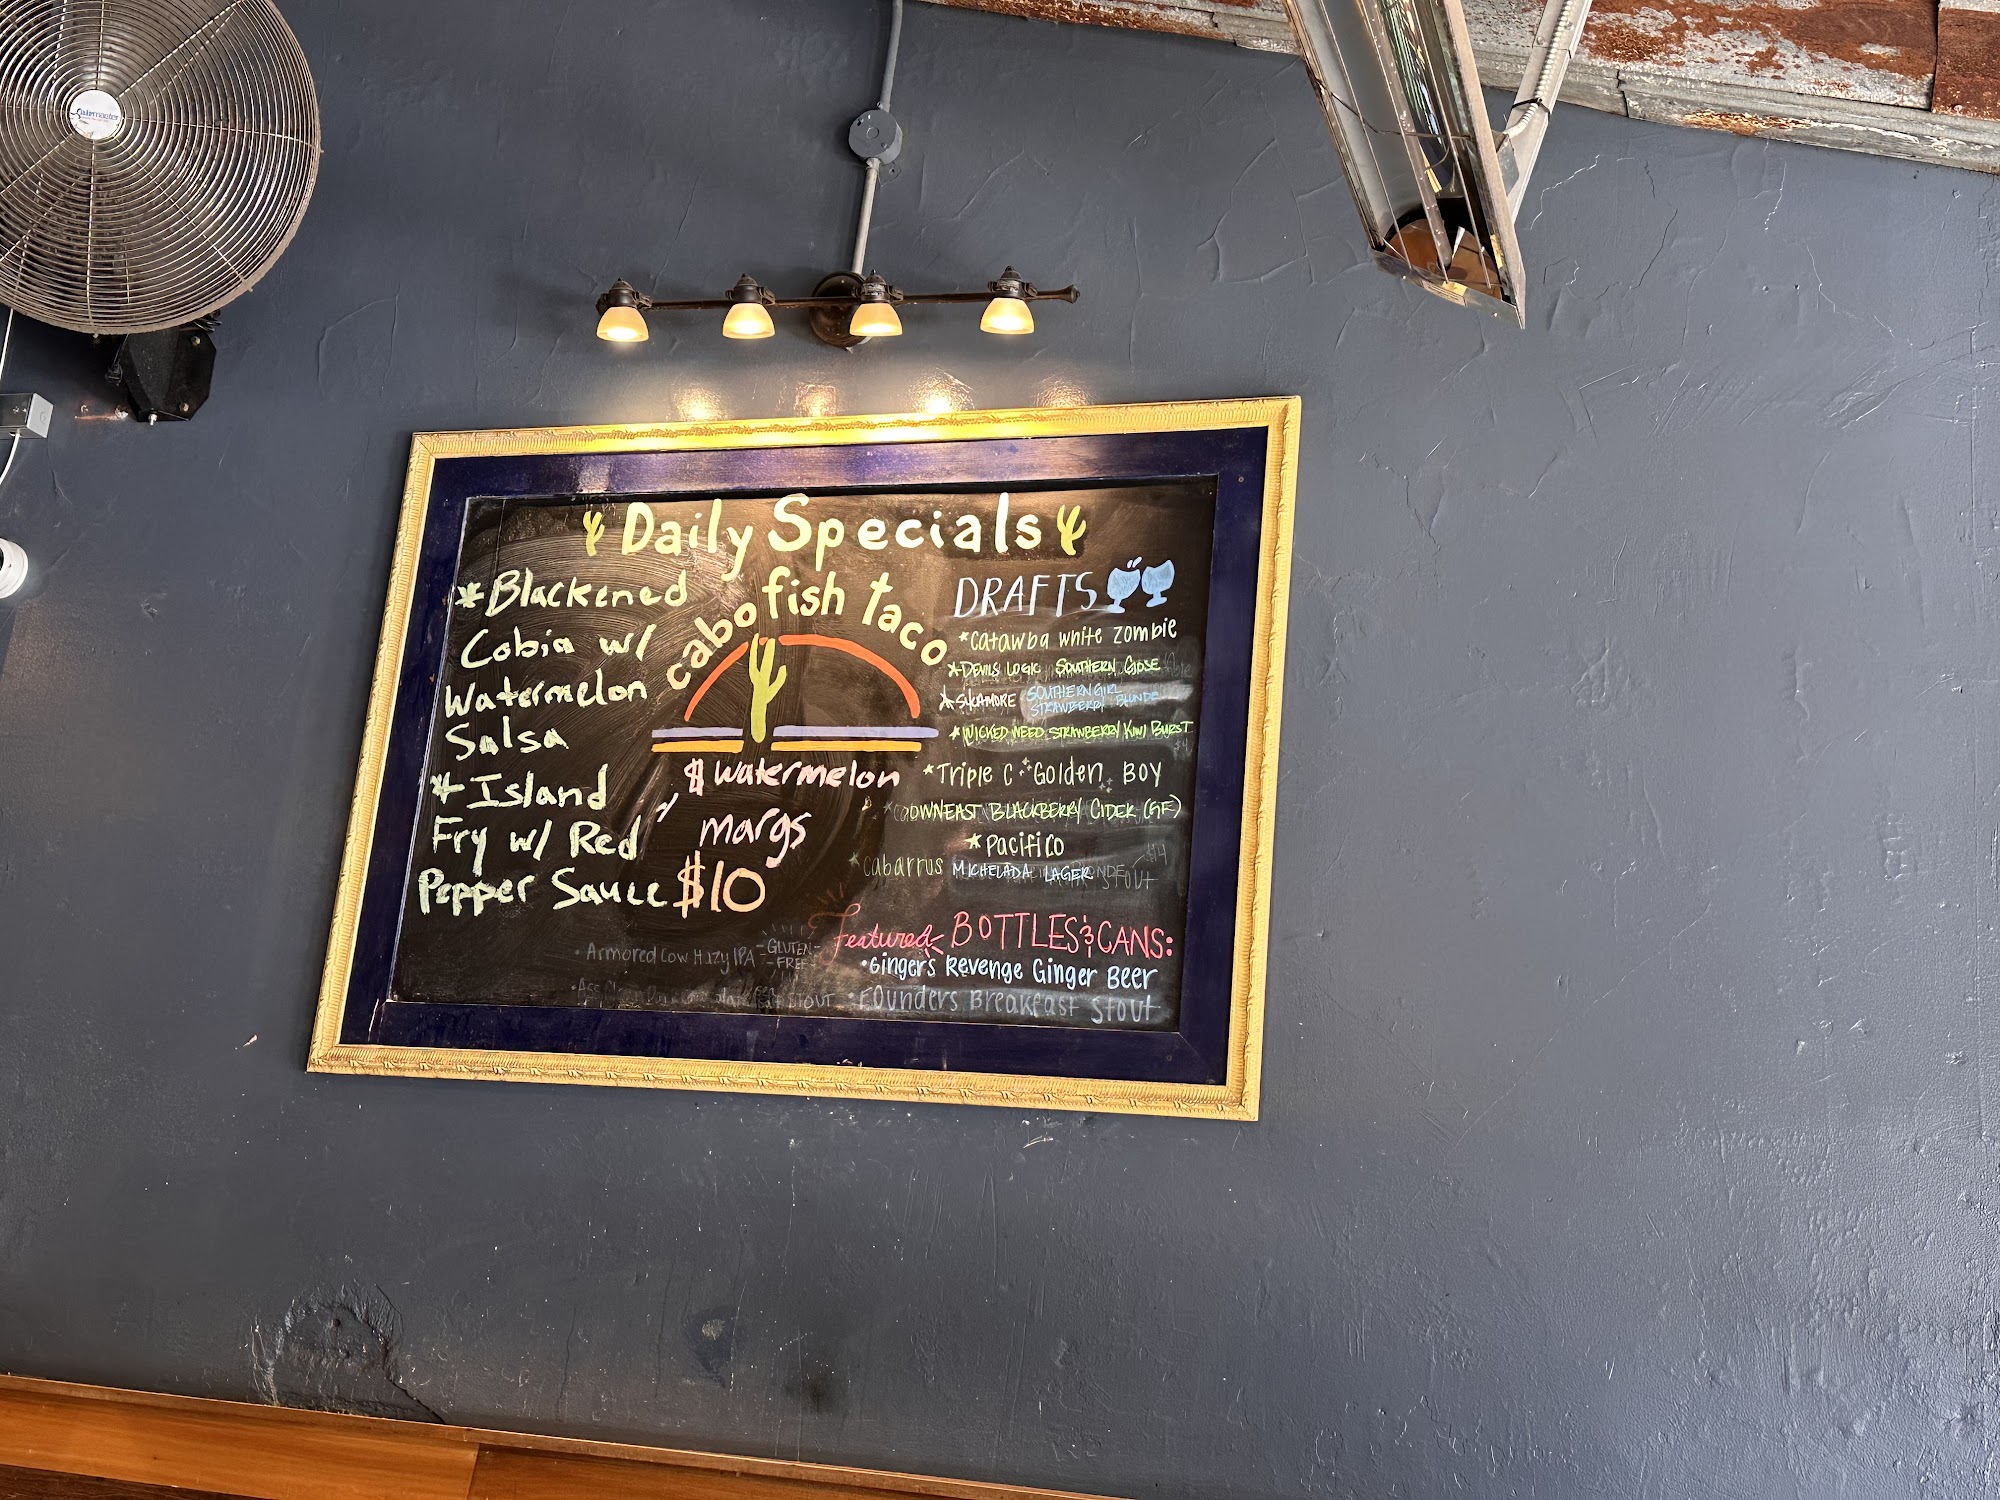 Daily Specials
*Blackened
Cobia w/
Watermelon
Salsa
*Island
Fry w/ Red
Pepper Sauce
cabo fish taco
$ watermelon
margs
$10
DRAFTS
*Catawba White Zombie
*Devils Logic Southern Gose
*Sycamore Southern Girl
Strawberry Blonde
*Wicked Weed Strawberry Kiwi Burst
*Triple C Golden Boy
Downeast Blackberry Cider (GF)
*Pacifico
*Cabarrus Michelada Lager
Featured BOTTLES & CANS:
•Ginger's Revenge Ginger Beer
•Founders Breakfast Stout
•Armored Cow Hazy IPA -GLUTEN-
-FREE-
STOUT